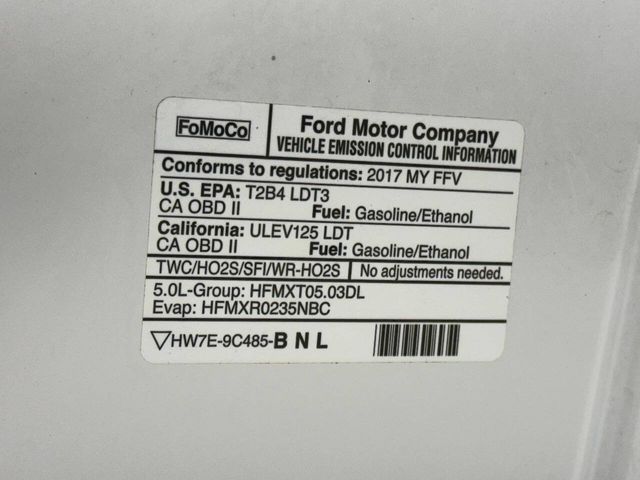 FoMoCo
Ford Motor Company
VEHICLE EMISSION CONTROL INFORMATION
Conforms to regulations: 2017 MY FFV
U.S. EPA: T2B4 LDT3
CA OBD II Fuel: Gasoline/Ethanol
California: ULEV125 LDT
CA OBD II Fuel: Gasoline/Ethanol
TWC/HO2S/SFI/WR-HO2S No adjustments needed.
5.0L-Group: HFMXT05.03DL
Evap: HFMXR0235NBC
HW7E-9C485-B N L